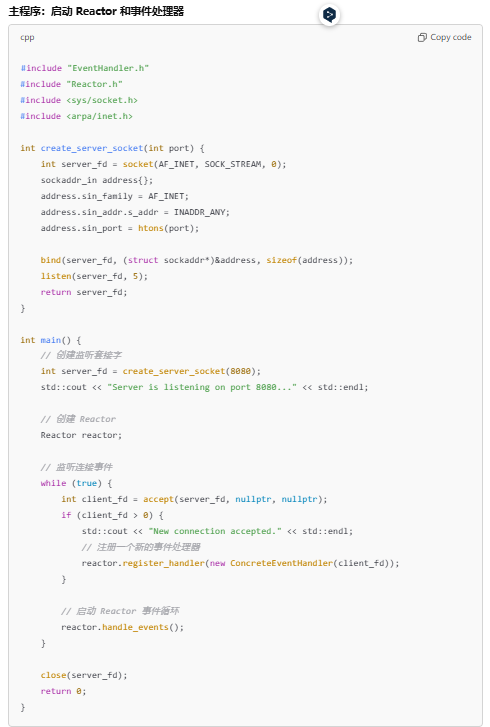 主程序：启动 Reactor 和事件处理器
cpp
Copy code
#include "EventHandler.h"
#include "Reactor.h"
#include <sys/socket.h>
#include <arpa/inet.h>
int create_server_socket(int port) {
    int server_fd = socket(AF_INET, SOCK_STREAM, 0);
    sockaddr_in address{};
    address.sin_family = AF_INET;
    address.sin_addr.s_addr = INADDR_ANY;
    address.sin_port = htons(port);
    bind(server_fd, (struct sockaddr*)&address, sizeof(address));
    listen(server_fd, 5);
    return server_fd;
}
int main() {
    // 创建监听套接字
    int server_fd = create_server_socket(8080);
    std::cout << "Server is listening on port 8080..." << std::endl;
    // 创建 Reactor
    Reactor reactor;
    // 监听连接事件
    while (true) {
        int client_fd = accept(server_fd, nullptr, nullptr);
        if (client_fd > 0) {
            std::cout << "New connection accepted." << std::endl;
            // 注册一个新的事件处理器
            reactor.register_handler(new ConcreteEventHandler(client_fd));
        }
        // 启动 Reactor 事件循环
        reactor.handle_events();
    }
    close(server_fd);
    return 0;
}